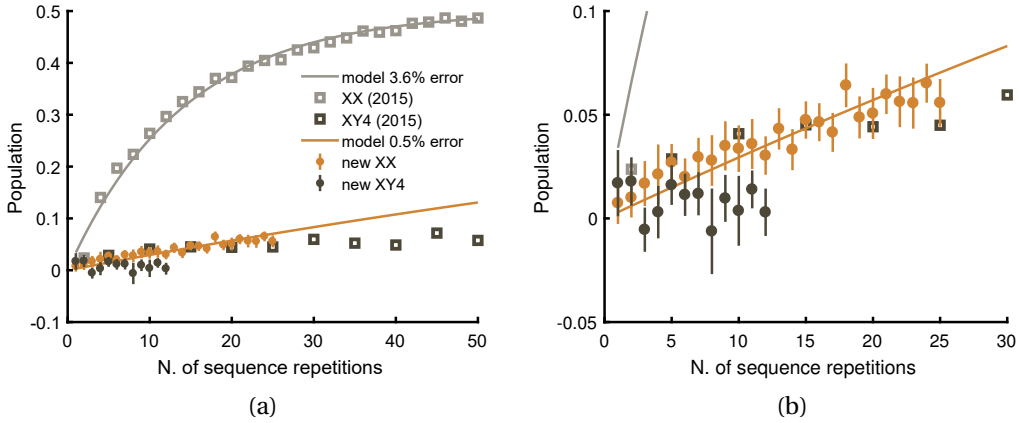 0.5
0.4
0.3
0.2
0.1
0
-0.1
Population
0
10
20
30
40
50
N. of sequence repetitions
model 3.6% error
XX (2015)
XY4 (2015)
model 0.5% error
new XX
new XY4
(a)
0.1
0.05
0
-0.05
Population
0
5
10
15
20
25
30
N. of sequence repetitions
(b)